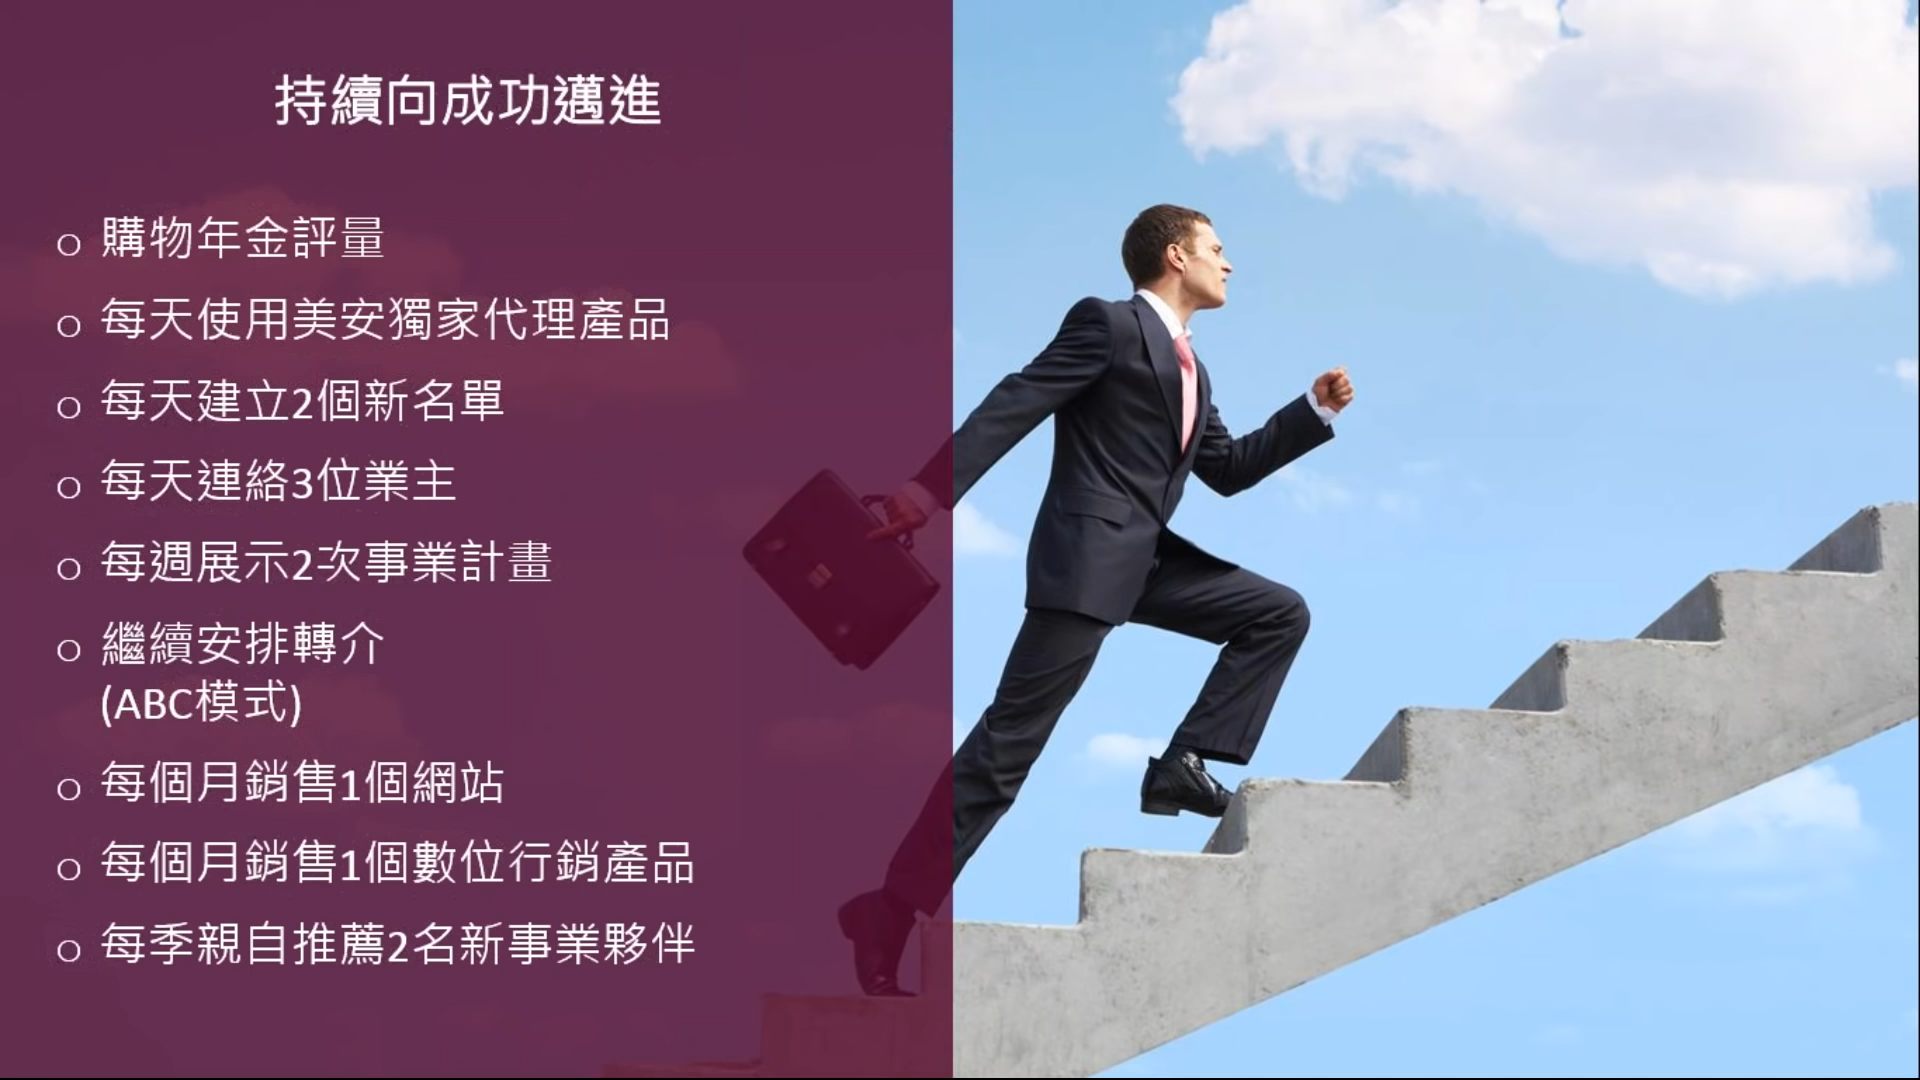 持續向成功邁進
o 購物年金評量
o 每天使用美安獨家代理產品
o 每天建立2個新名單
o 每天連絡3位業主
o 每週展示2次事業計畫
o 繼續安排轉介
(ABC模式)
o 每個月銷售1個網站
o 每個月銷售1個數位行銷產品
o 每季親自推薦2名新事業夥伴